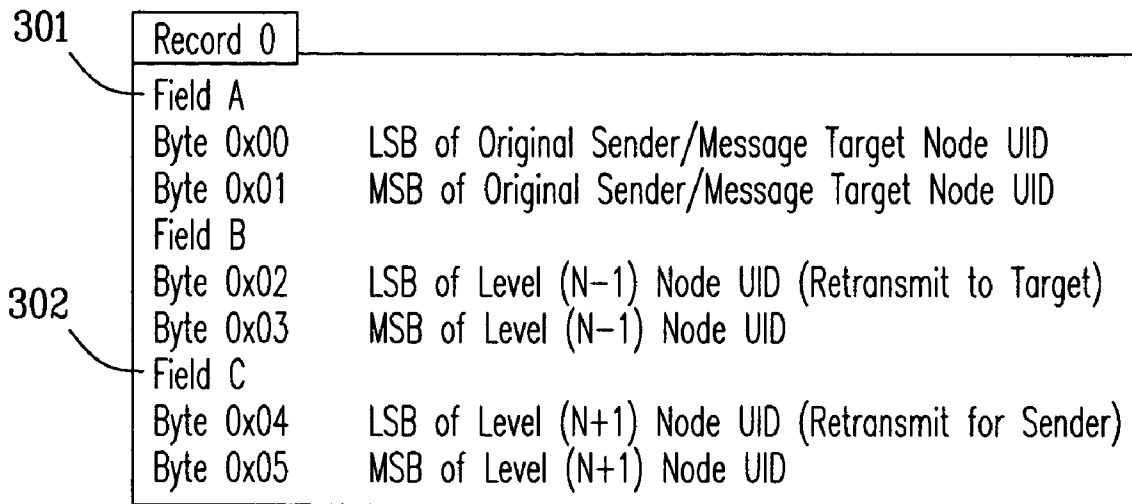 301
Record 0
Field A
Byte 0x00 LSB of Original Sender/Message Target Node UID
Byte 0x01 MSB of Original Sender/Message Target Node UID
Field B
302
Byte 0x02 LSB of Level (N-1) Node UID (Retransmit to Target)
Byte 0x03 MSB of Level (N-1) Node UID
Field C
Byte 0x04 LSB of Level (N+1) Node UID (Retransmit for Sender)
Byte 0x05 MSB of Level (N+1) Node UID